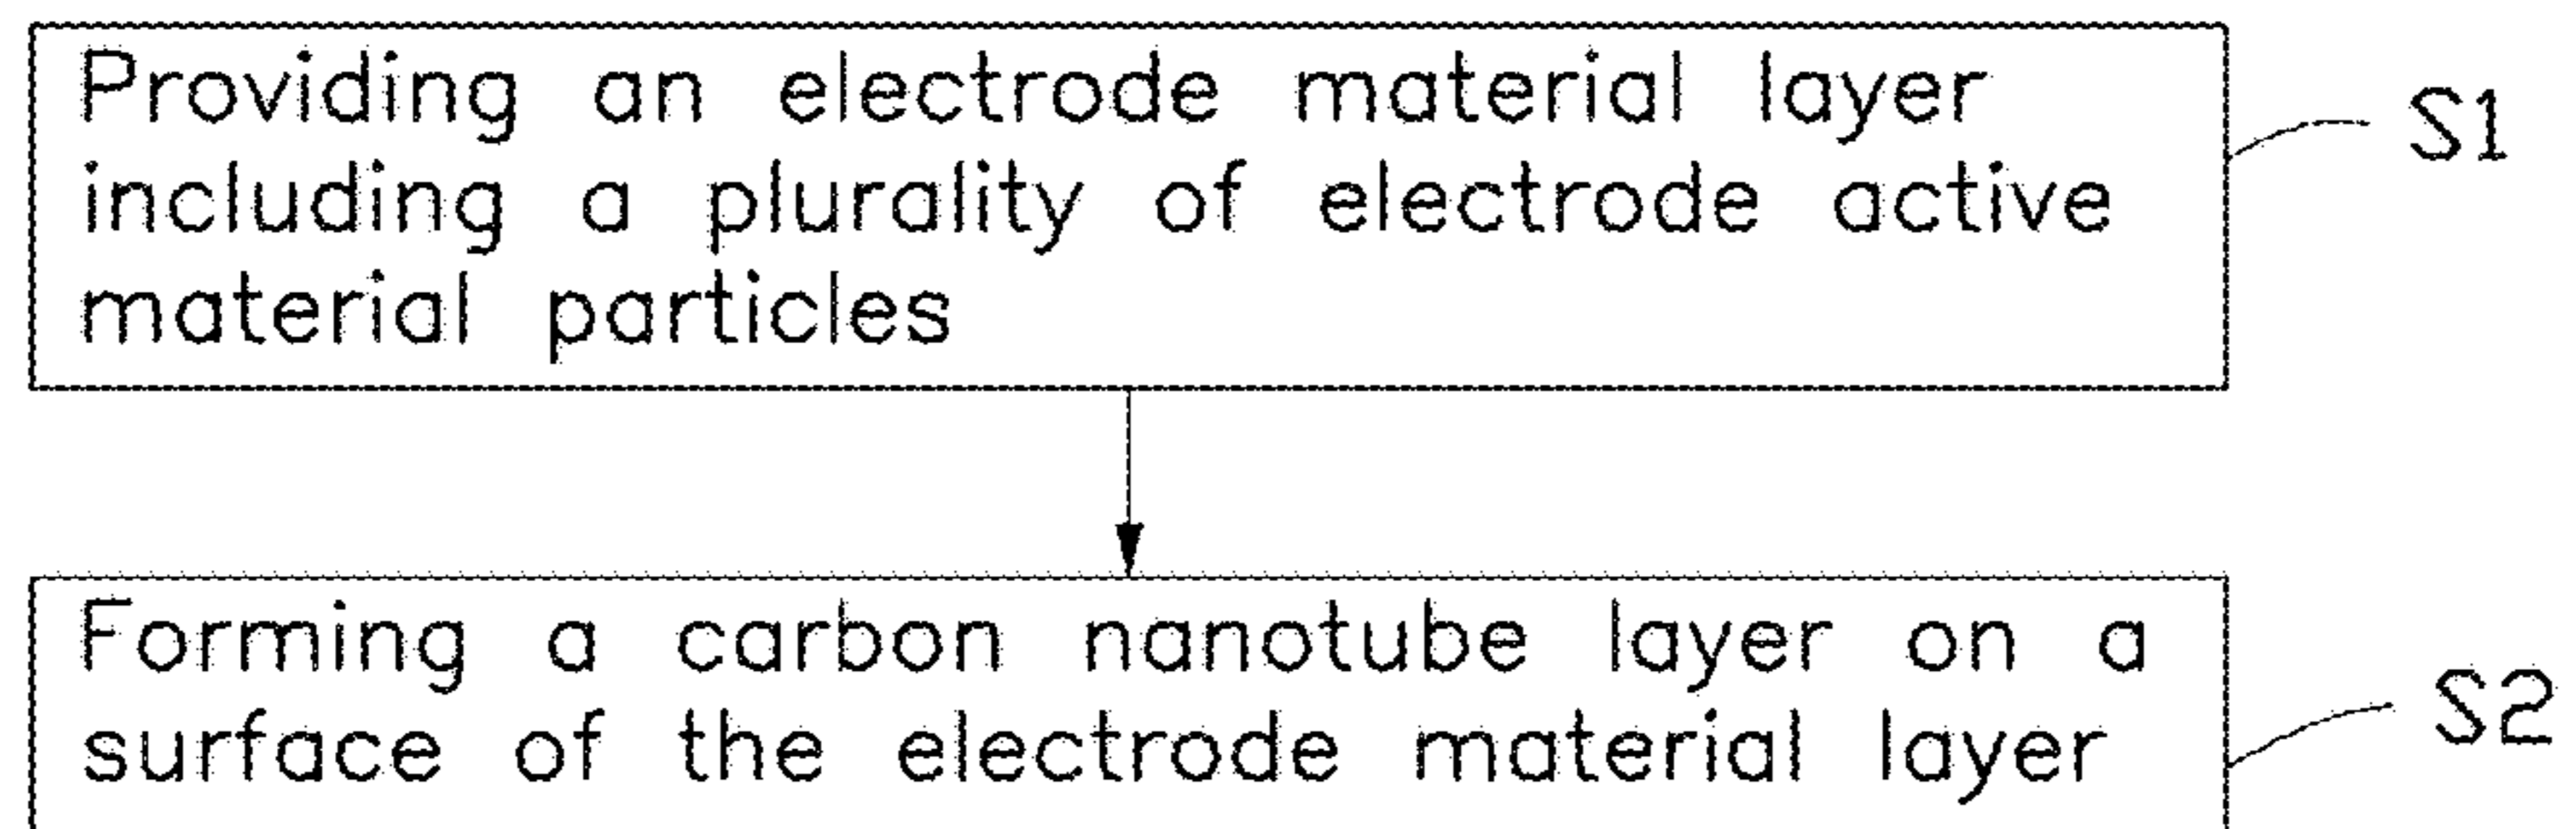 Providing an electrode material layer
including a plurality of electrode active
material particles
S1
Forming a carbon nanotube layer on a
surface of the electrode material layer
S2